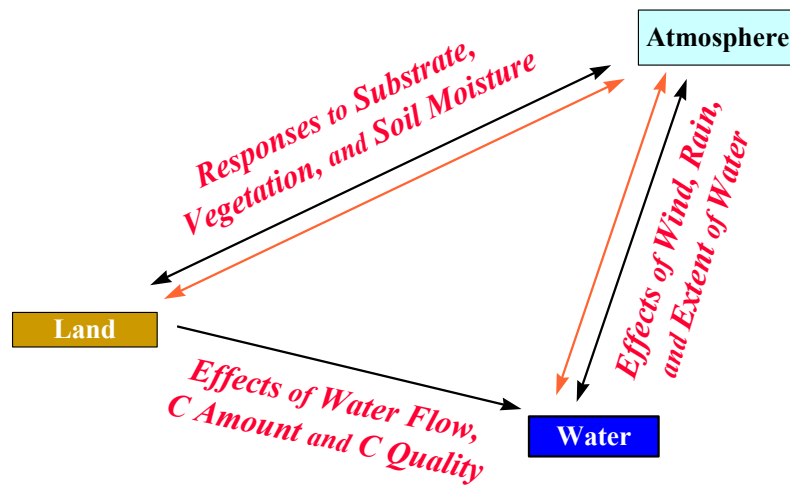 Atmosphere
Responses to Substrate,
Vegetation, and Soil Moisture
Effects of Wind, Rain,
and Extent of Water
Land
Effects of Water Flow,
C Amount and C Quality
Water